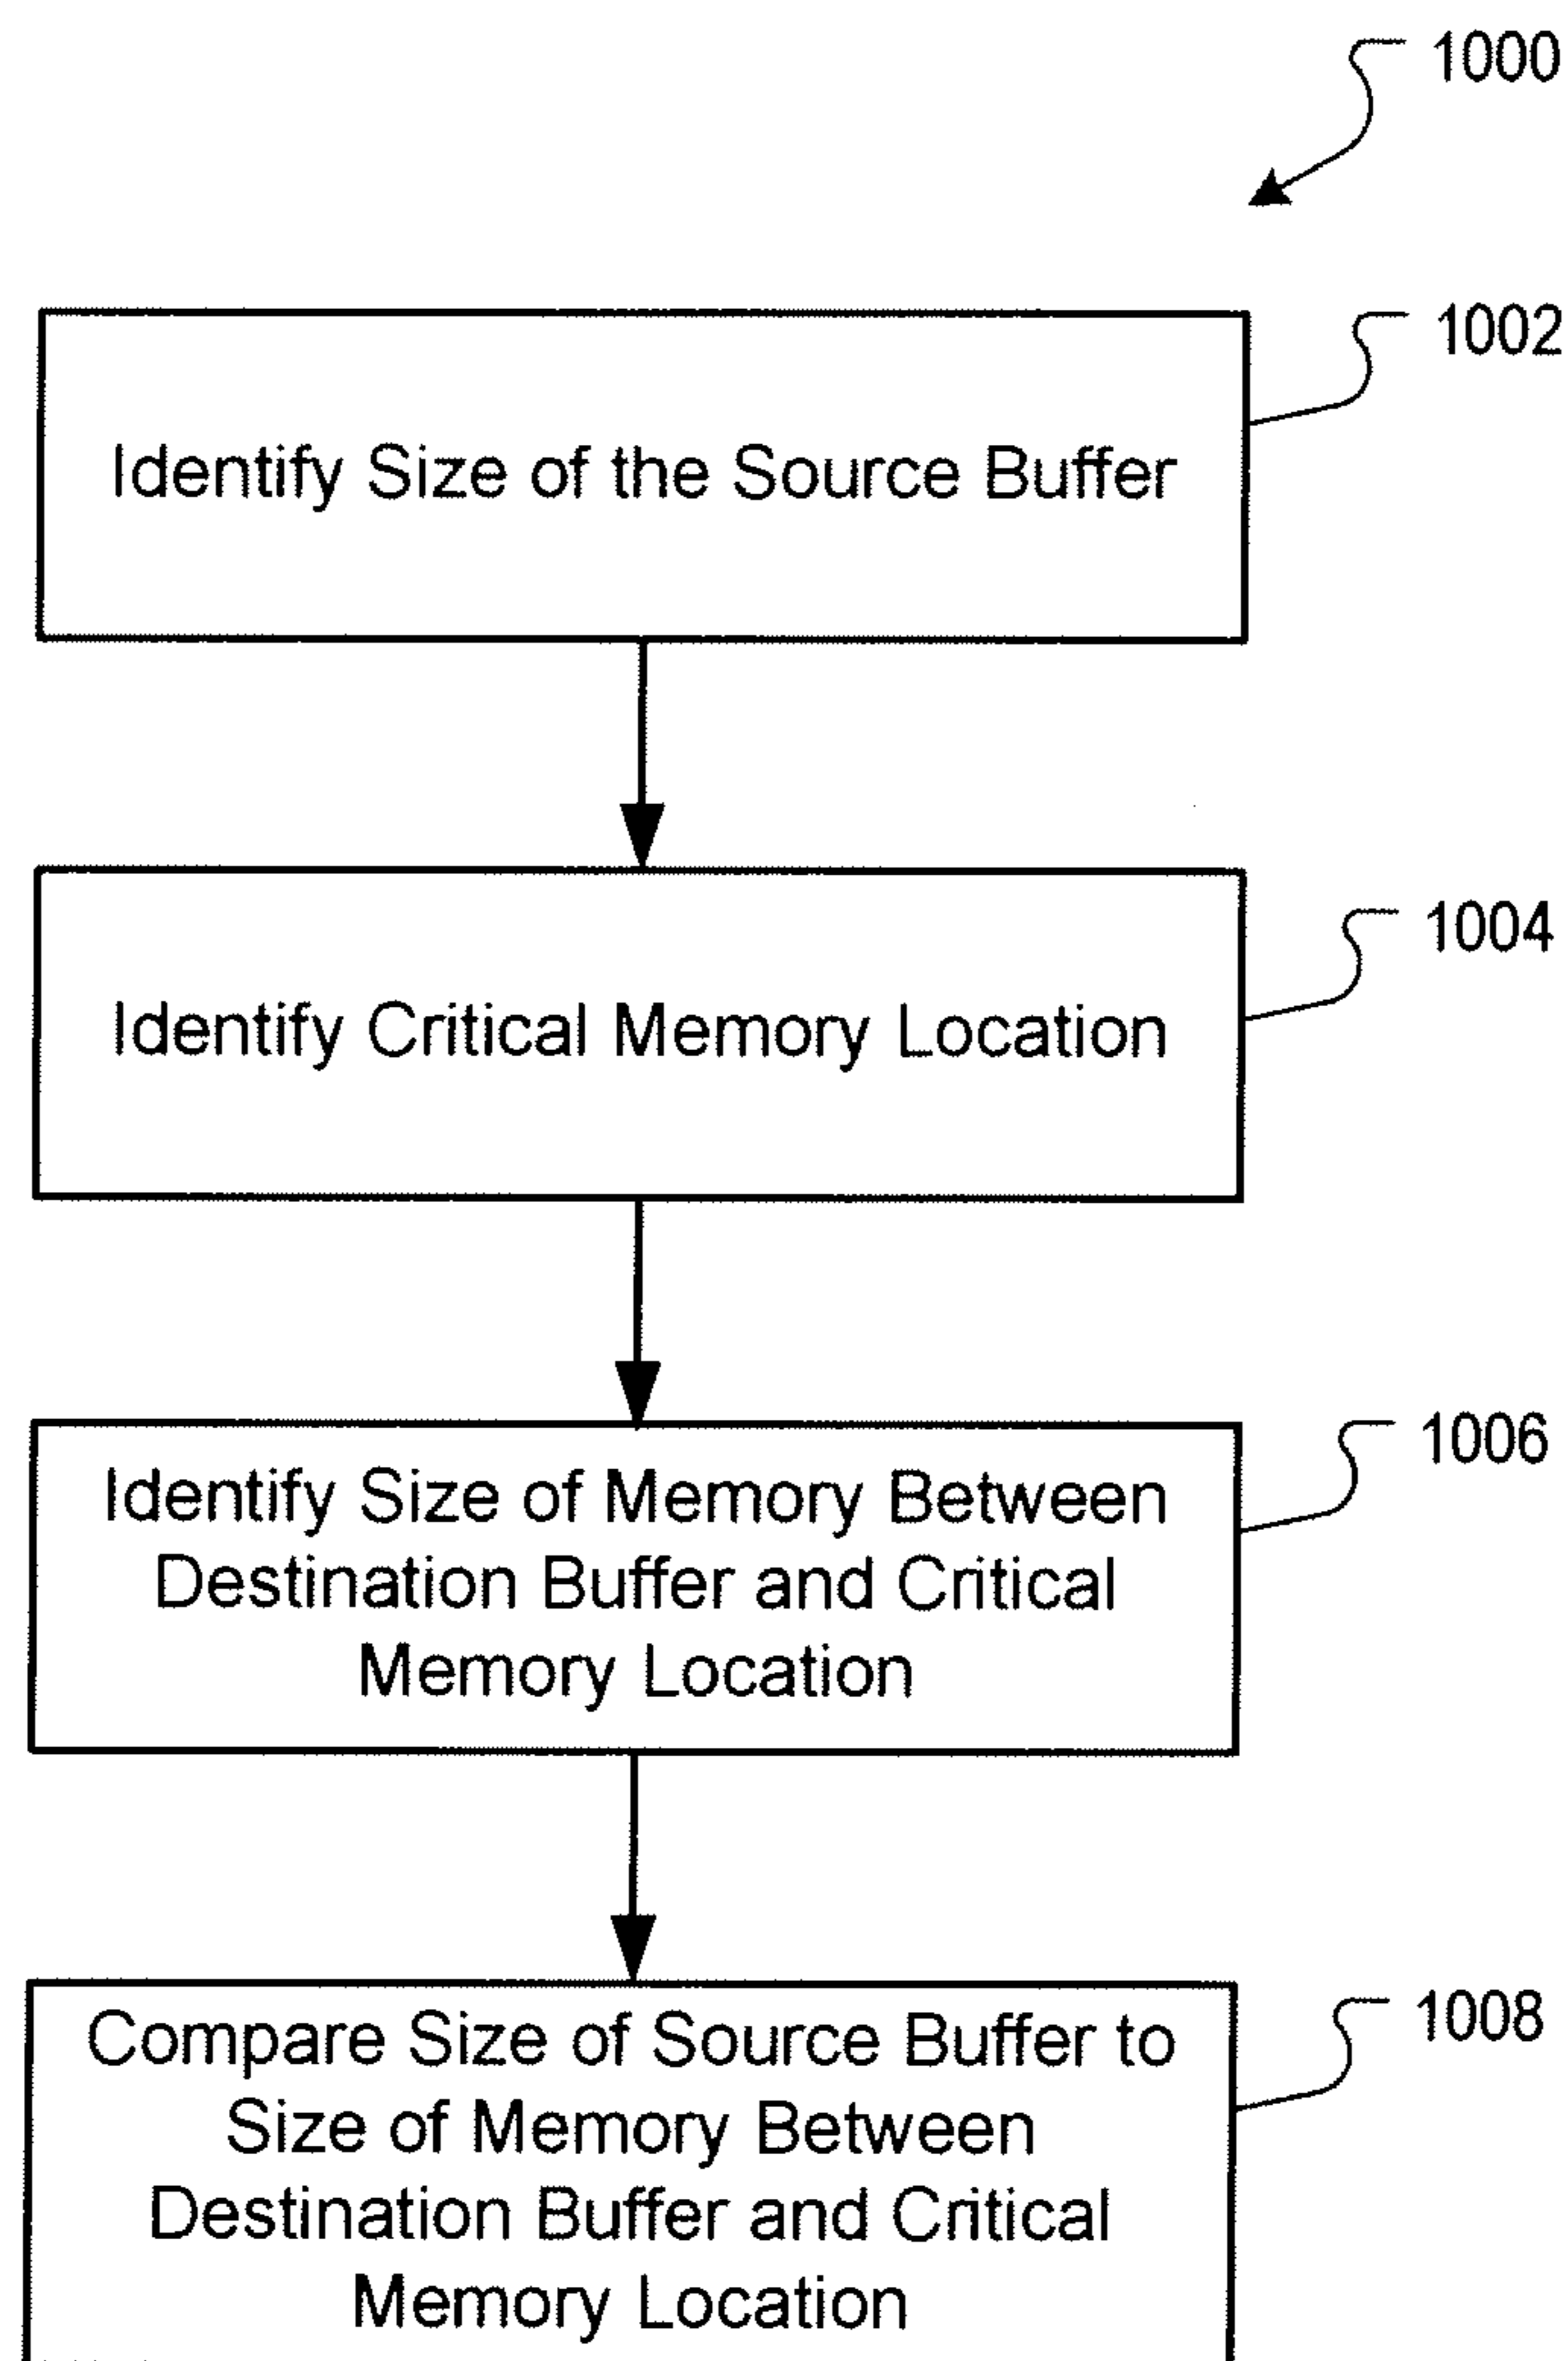 1000
1002
Identify Size of the Source Buffer
1004
Identify Critical Memory Location
1006
Identify Size of Memory Between
Destination Buffer and Critical
Memory Location
1008
Compare Size of Source Buffer to
Size of Memory Between
Destination Buffer and Critical
Memory Location